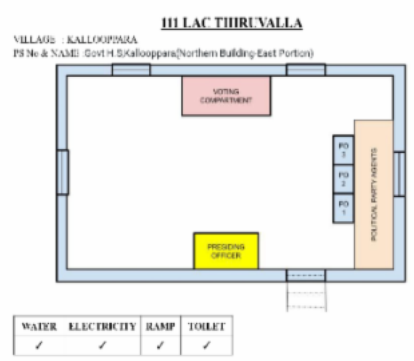 111 LAC THIRUVALLA
VILLAGE : KALLOOPPARA
PS No & NAME :Govt H.S,Kallooppara(Northern Building-East Portion)
VOTING
COMPARTMENT
PO
3
PO
2
PO
1
POLITICAL PARTY AGENTS
PRESIDING
OFFICER
WATER ELECTRICITY RAMP TOILET
✓ ✓ ✓ ✓